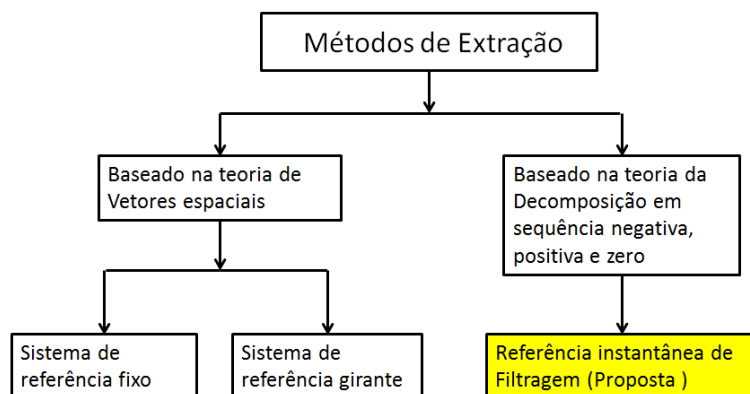 Métodos de Extração
Baseado na teoria de
Vetores espaciais
Baseado na teoria da
Decomposição em
sequência negativa,
positiva e zero
Sistema de
referência fixo
Sistema de
referência girante
Referência instantânea de
Filtragem (Proposta )